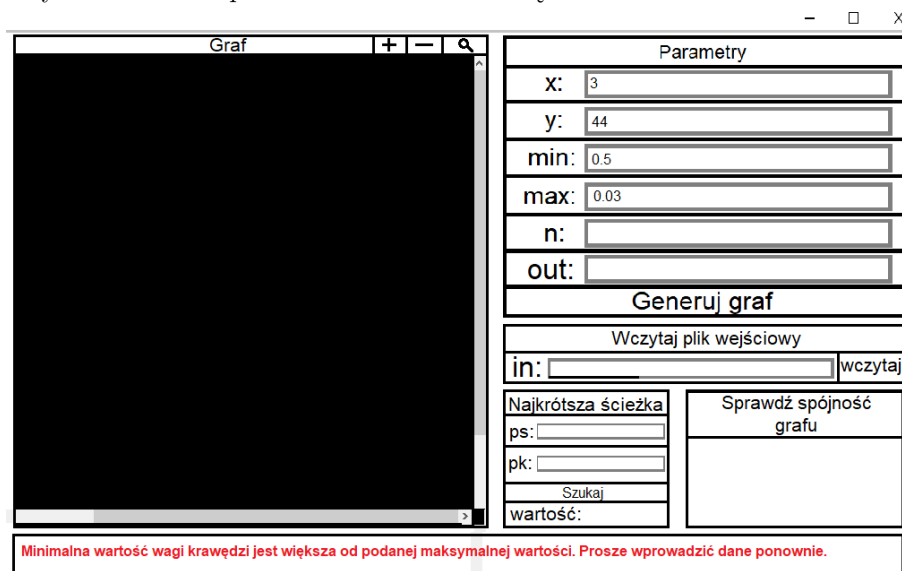 Graf
Parametry
x: 3
y: 44
min: 0.5
max: 0.03
n:
out:
Generuj graf
Wczytaj plik wejściowy
in:
wczytaj
Najkrótsza ścieżka
ps:
pk:
Szukaj
wartość:
Sprawdź spójność
grafu
Minimalna wartość wagi krawędzi jest większa od podanej maksymalnej wartości. Prosze wprowadzić dane ponownie.